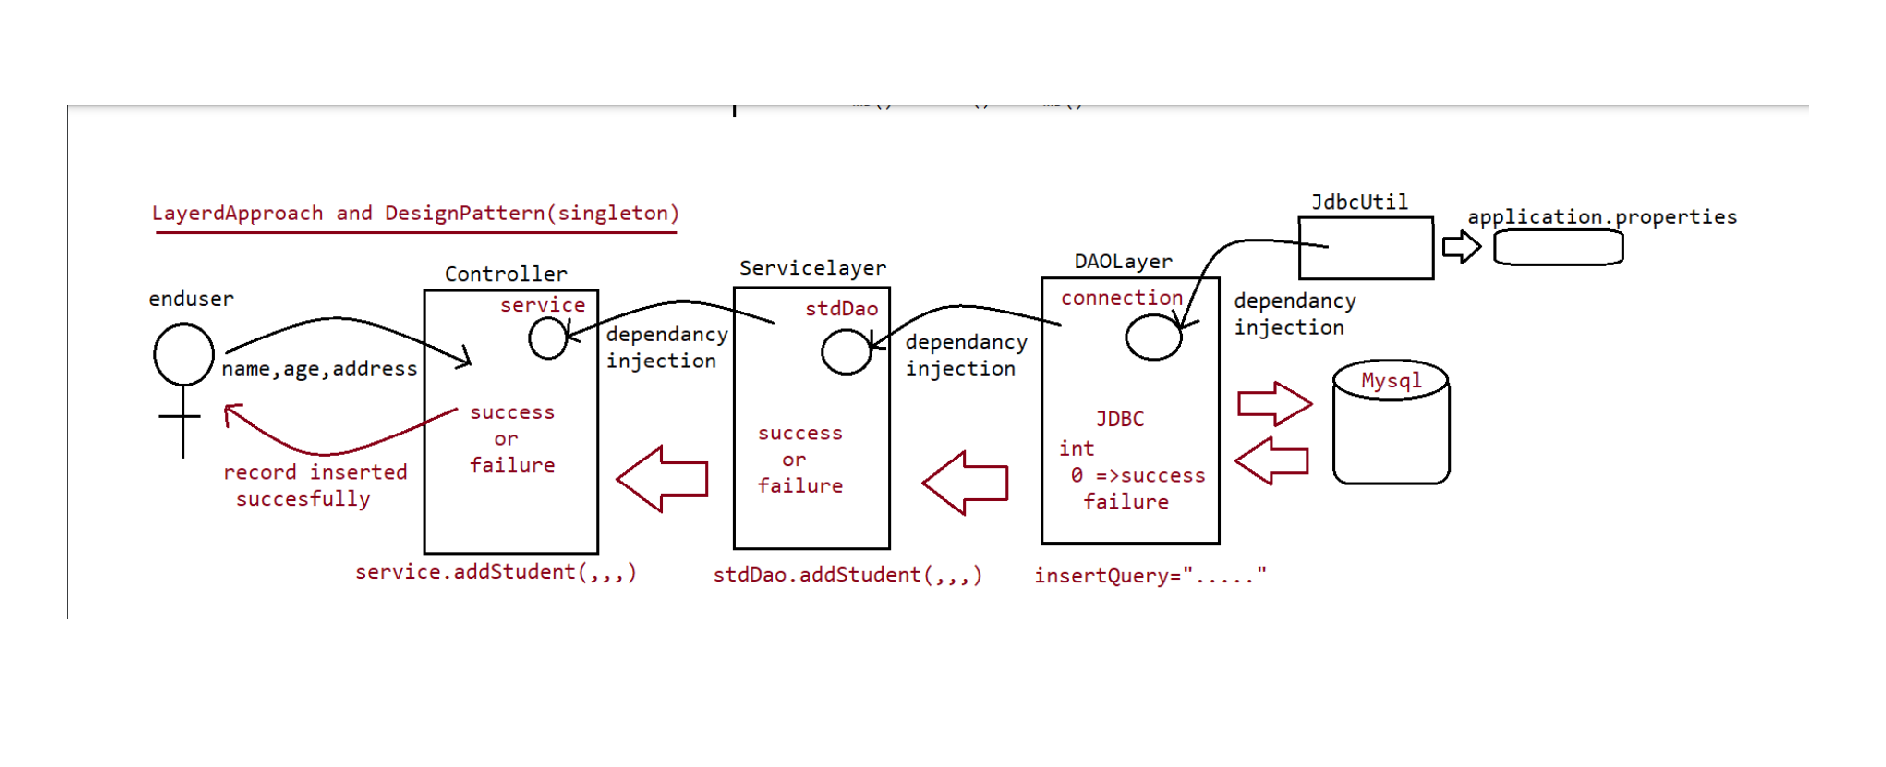 LayerdApproach and DesignPattern(singleton)
enduser
name,age,address
record inserted
succesfully
Controller
service
success
or
failure
service.addStudent(,,,)
dependancy
injection
Servicelayer
stdDao
success
or
failure
stdDao.addStudent(,,,)
dependancy
injection
DAOLayer
connection
JDBC
int
0 =>success
failure
insertQuery="....."
dependancy
injection
JdbcUtil
application.properties
Mysql